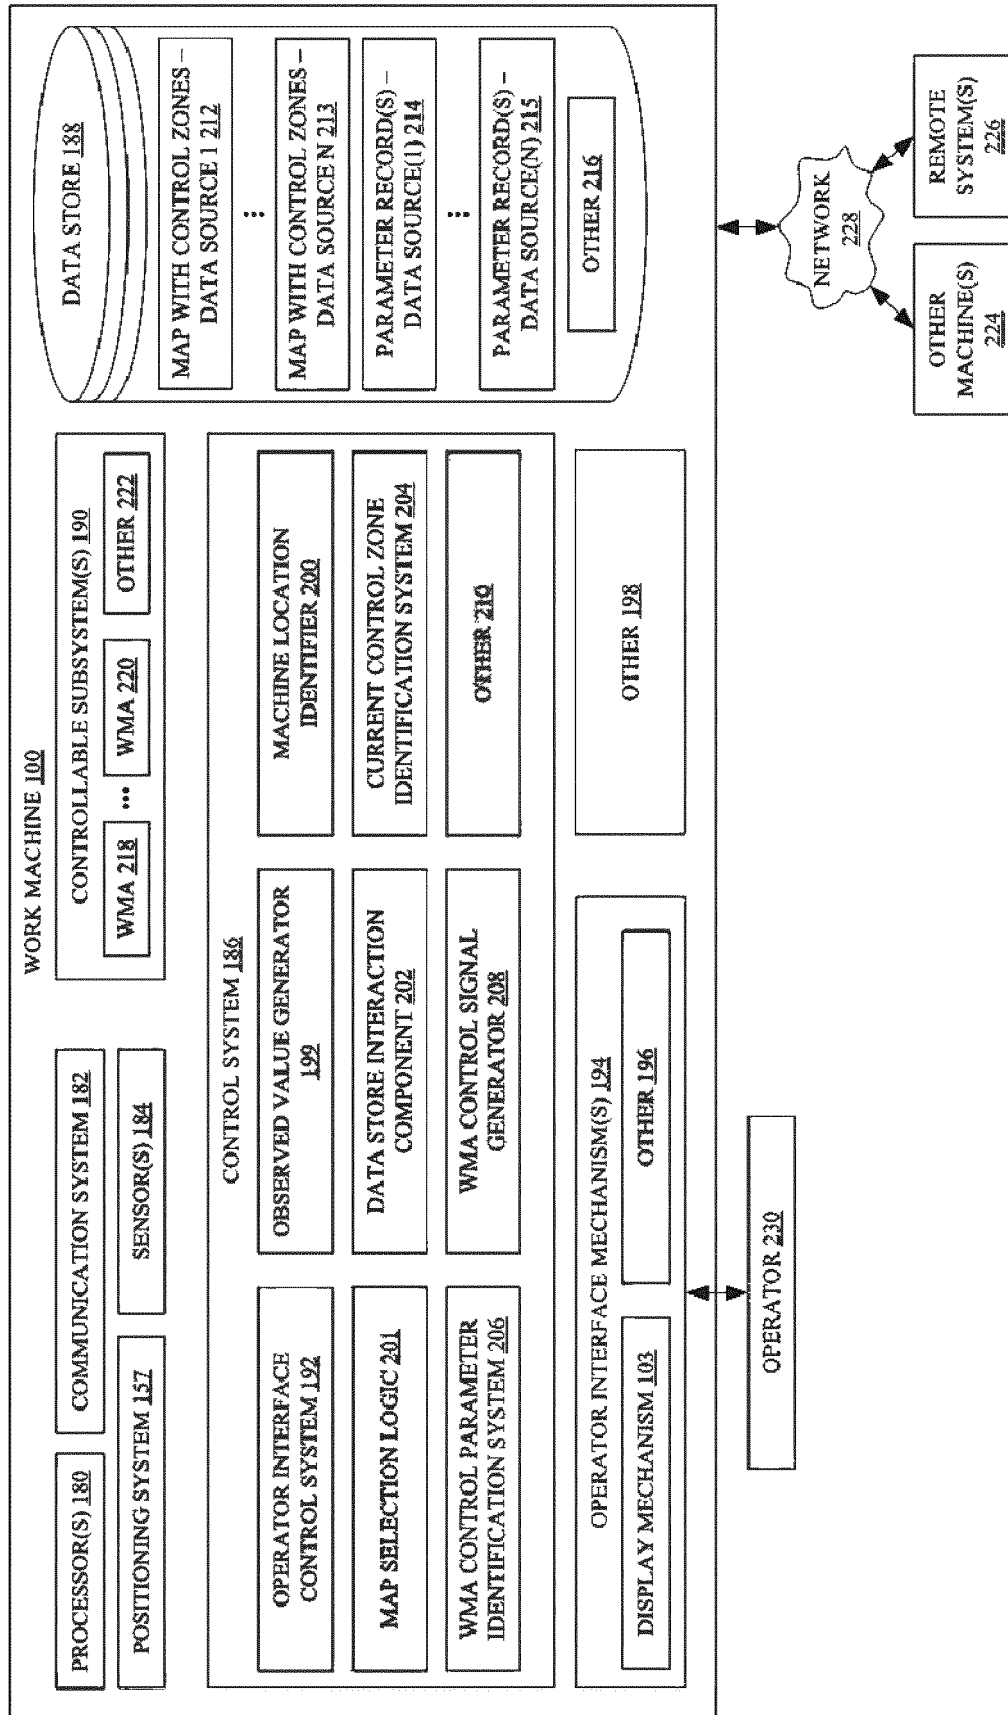 WORK MACHINE 100
PROCESSOR(S) 180
COMMUNICATION SYSTEM 182
POSITIONING SYSTEM 157
SENSOR(S) 184
CONTROLLABLE SUBSYSTEM(S) 190
WMA 218
...
WMA 220
OTHER 222
CONTROL SYSTEM 186
OPERATOR INTERFACE
CONTROL SYSTEM 192
OBSERVED VALUE GENERATOR
199
MACHINE LOCATION
IDENTIFIER 200
MAP SELECTION LOGIC 201
DATA STORE INTERACTION
COMPONENT 202
CURRENT CONTROL ZONE
IDENTIFICATION SYSTEM 204
WMA CONTROL PARAMETER
IDENTIFICATION SYSTEM 206
WMA CONTROL SIGNAL
GENERATOR 208
OTHER 210
OPERATOR INTERFACE MECHANISM(S) 194
DISPLAY MECHANISM 103
OTHER 196
OTHER 198
DATA STORE 188
MAP WITH CONTROL ZONES –
DATA SOURCE 1 212
...
MAP WITH CONTROL ZONES –
DATA SOURCE N 213
PARAMETER RECORD(S) –
DATA SOURCE(1) 214
...
PARAMETER RECORD(S) –
DATA SOURCE(N) 215
OTHER 216
OPERATOR 230
NETWORK
228
OTHER
MACHINE(S)
224
REMOTE
SYSTEM(S)
226